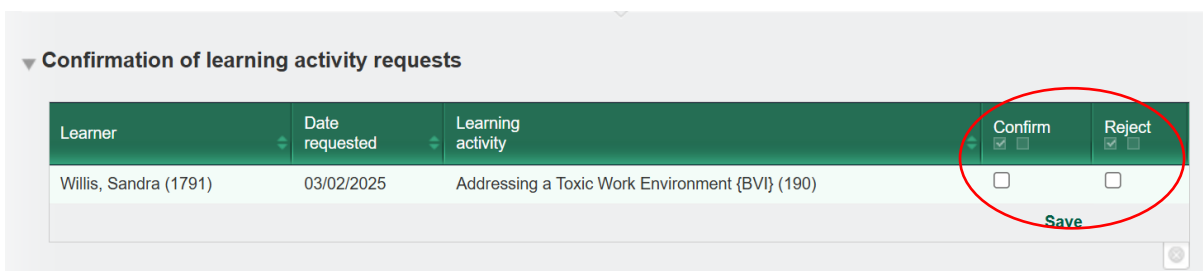 Confirmation of learning activity requests
Learner Date requested Learning activity Confirm Reject
Willis, Sandra (1791) 03/02/2025 Addressing a Toxic Work Environment {BVI} (190)
Save